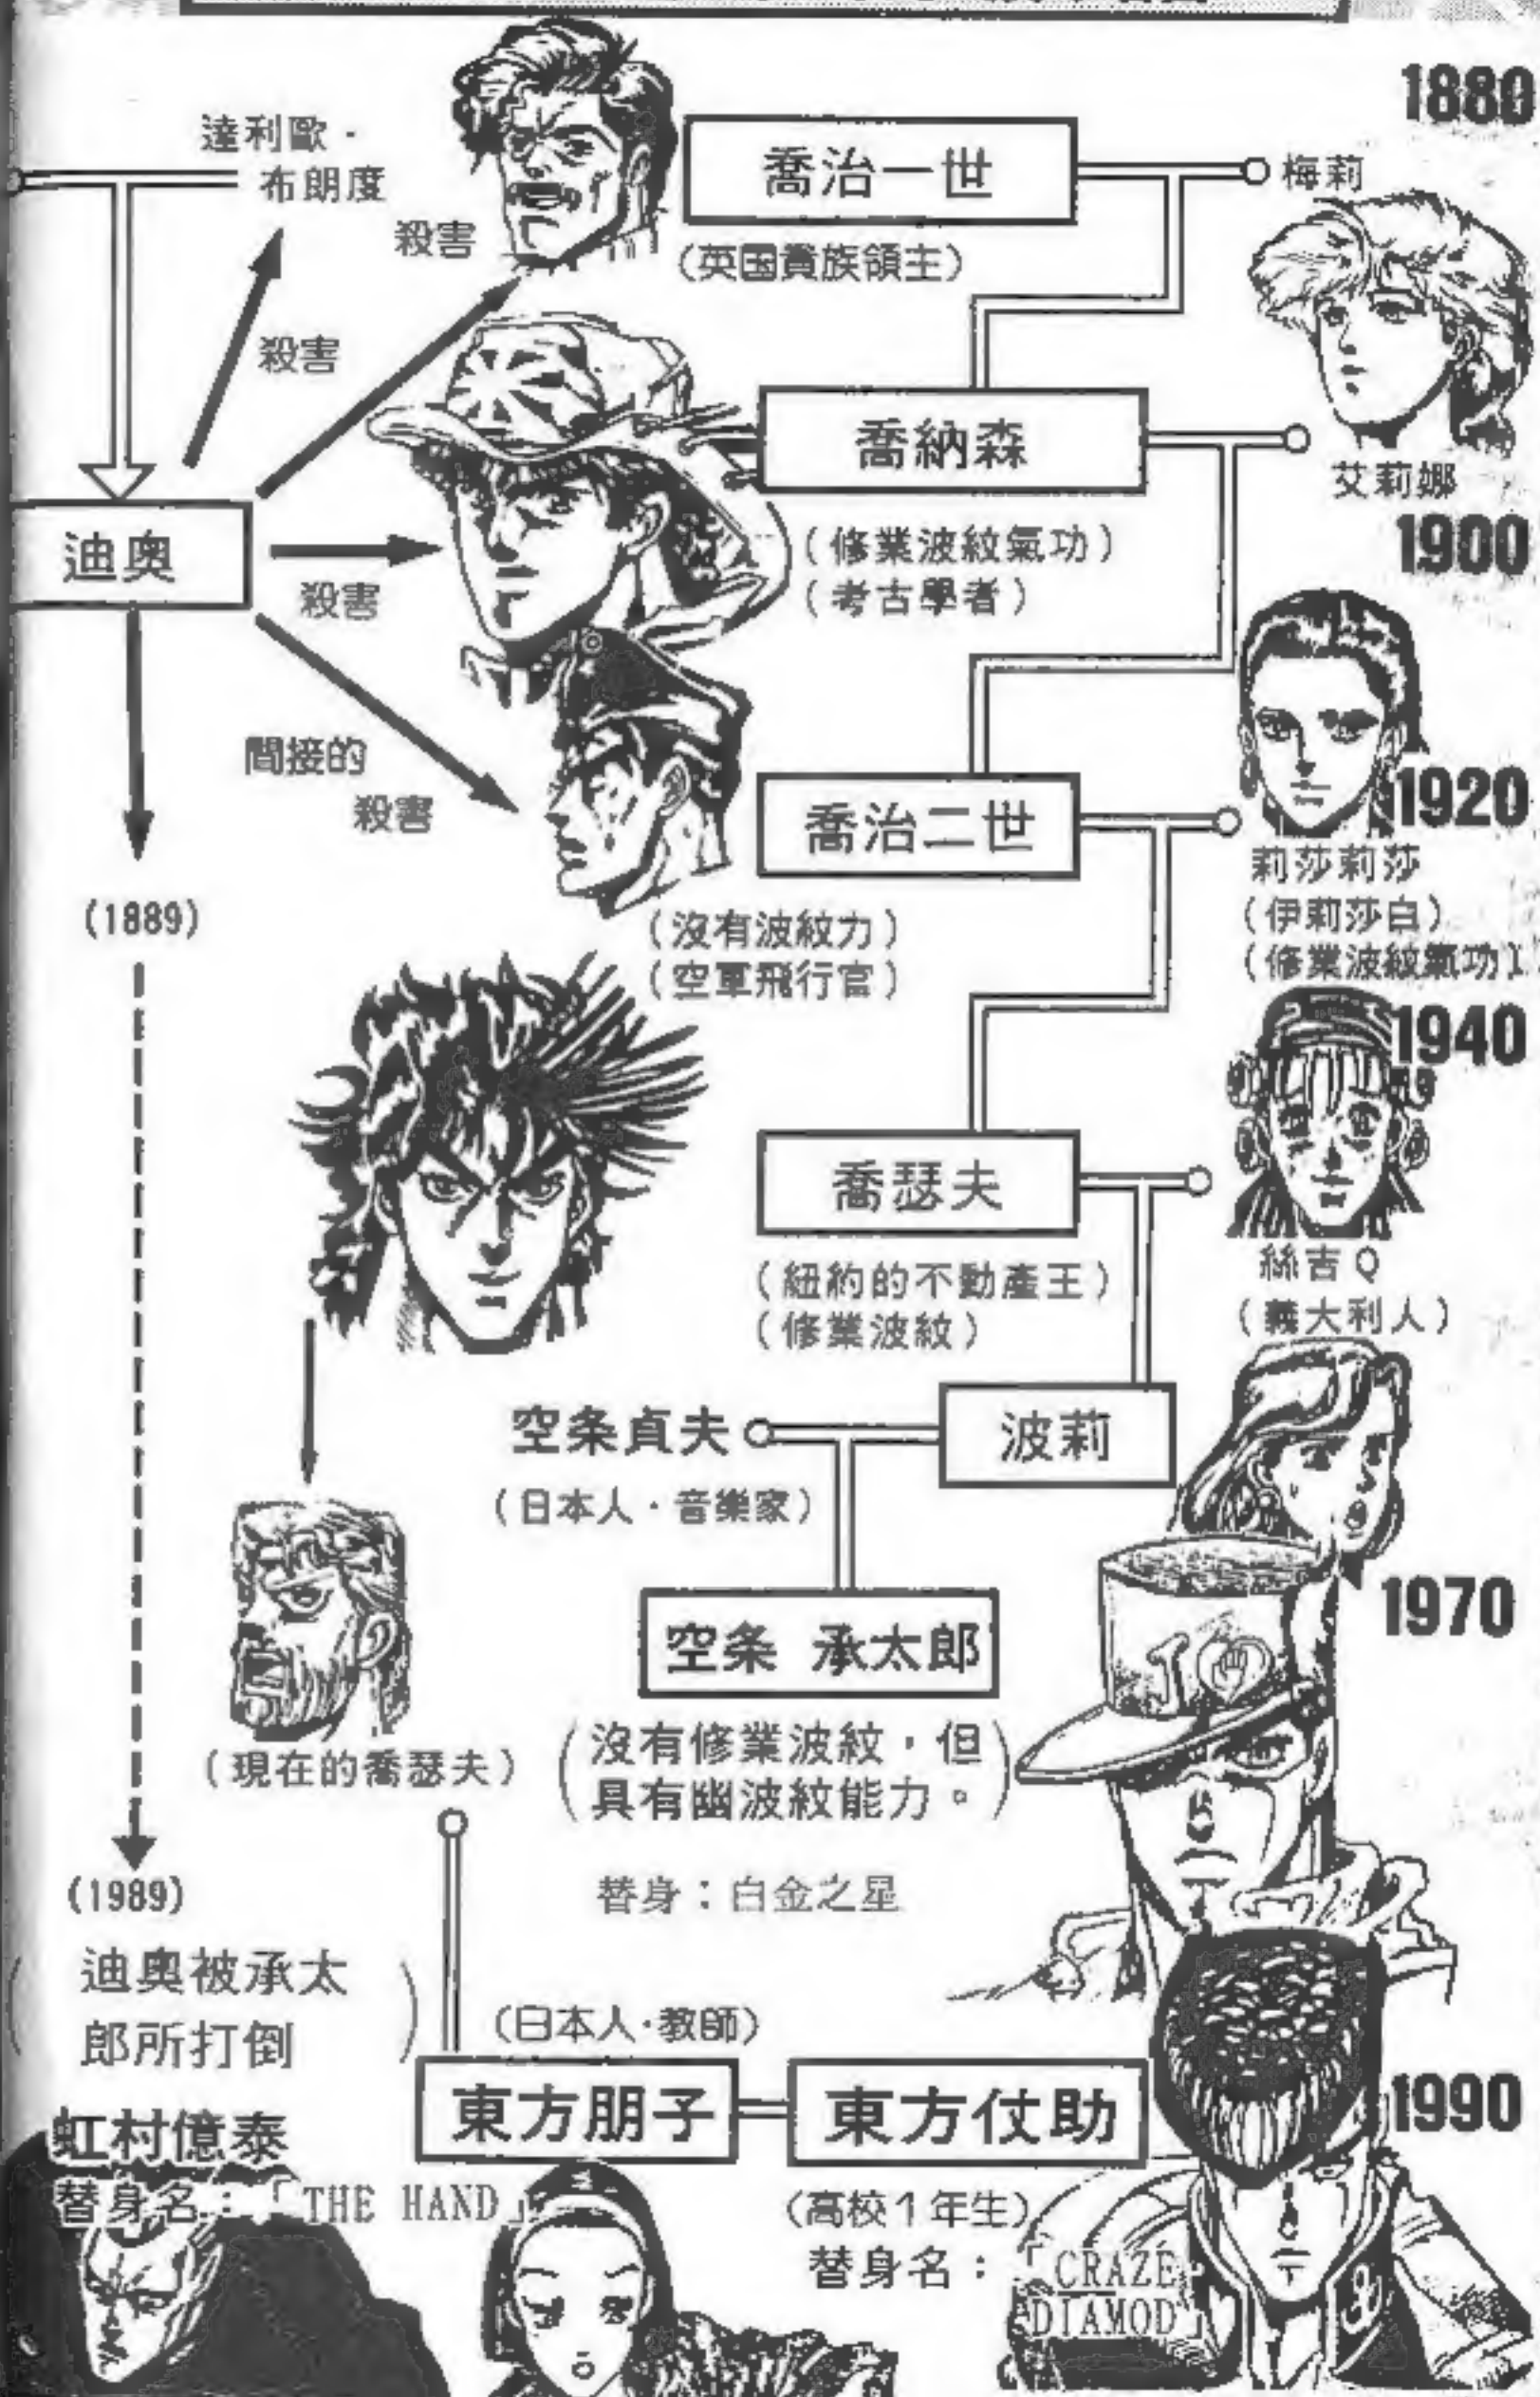 1880
達利歐·
布朗度
喬治一世
梅莉
殺害
(英国貴族領主)
殺害
喬納森
艾莉娜
1900
迪奧
殺害
(修業波紋氣功)
(考古學者)
間接的
殺害
喬治二世
1920
莉莎莉莎
(伊莉莎白)
(修業波紋氣功)
(1889)
(沒有波紋力)
(空軍飛行官)
1940
喬瑟夫
絲吉Q
(義大利人)
(紐約的不動產王)
(修業波紋)
空条貞夫
波莉
(日本人·音樂家)
1970
空条 承太郎
(現在的喬瑟夫)
(沒有修業波紋,但
具有幽波紋能力。)
替身:白金之星
(1989)
(迪奧被承太
郎所打倒)
(日本人·教師)
東方朋子
東方仗助
1990
虹村億泰
替身名:「THE HAND」
(高校1年生)
替身名:「CRAZE
DIAMOD」
J